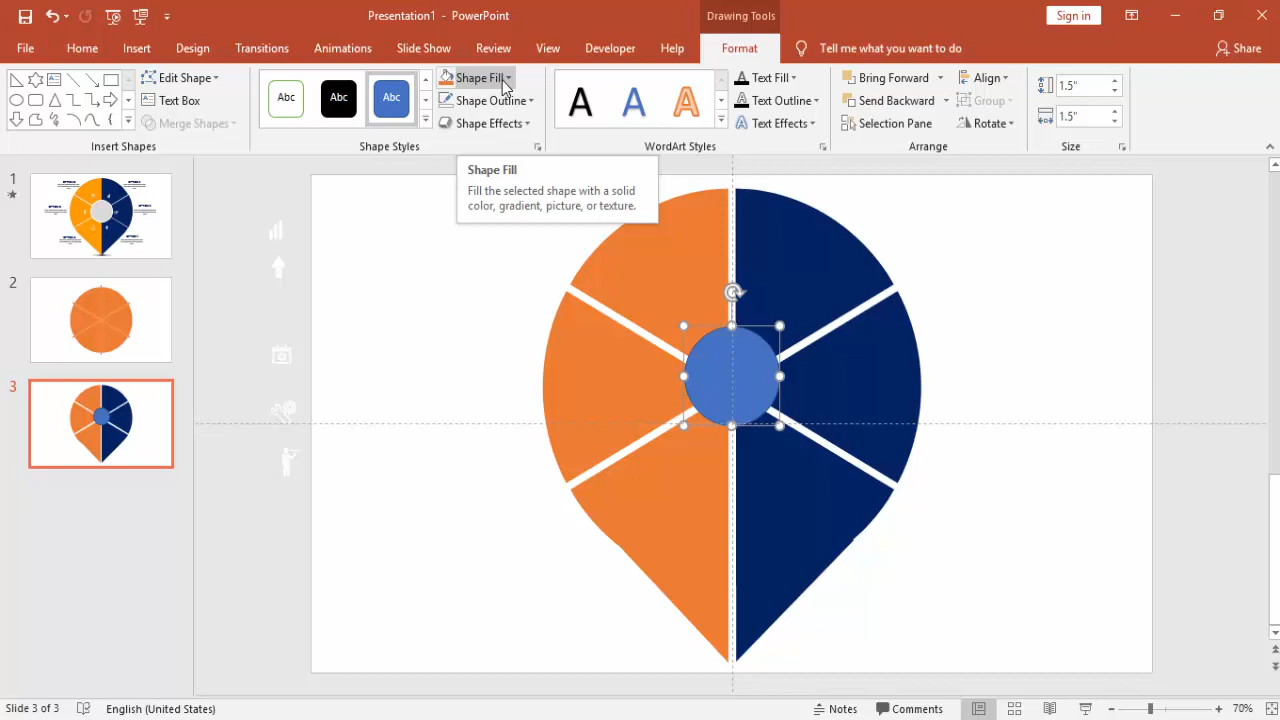 Presentation1 - PowerPoint
Drawing Tools
Sign in
File Home Insert Design Transitions Animations Slide Show Review View Developer Help Format Tell me what you want to do Share
Edit Shape
Text Box
Merge Shapes
Insert Shapes
Abc Abc Abc
Shape Fill
Shape Outline
Shape Effects
Shape Styles
A A A
Text Fill
Text Outline
Text Effects
WordArt Styles
Bring Forward
Send Backward
Selection Pane
Align
Group
Rotate
Arrange
1.5"
1.5"
Size
Shape Fill
Fill the selected shape with a solid
color, gradient, picture, or texture.
1
2
3
Slide 3 of 3 English (United States) Notes Comments 70%